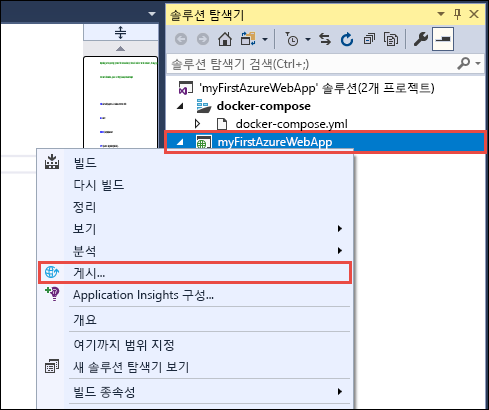 솔루션 탐색기
솔루션 탐색기 검색(Ctrl+;)
'myFirstAzureWebApp' 솔루션(2개 프로젝트)
docker-compose
docker-compose.yml
myFirstAzureWebApp
빌드
다시 빌드
정리
보기
분석
게시...
Application Insights 구성...
개요
여기까지 범위 지정
새 솔루션 탐색기 보기
빌드 종속성